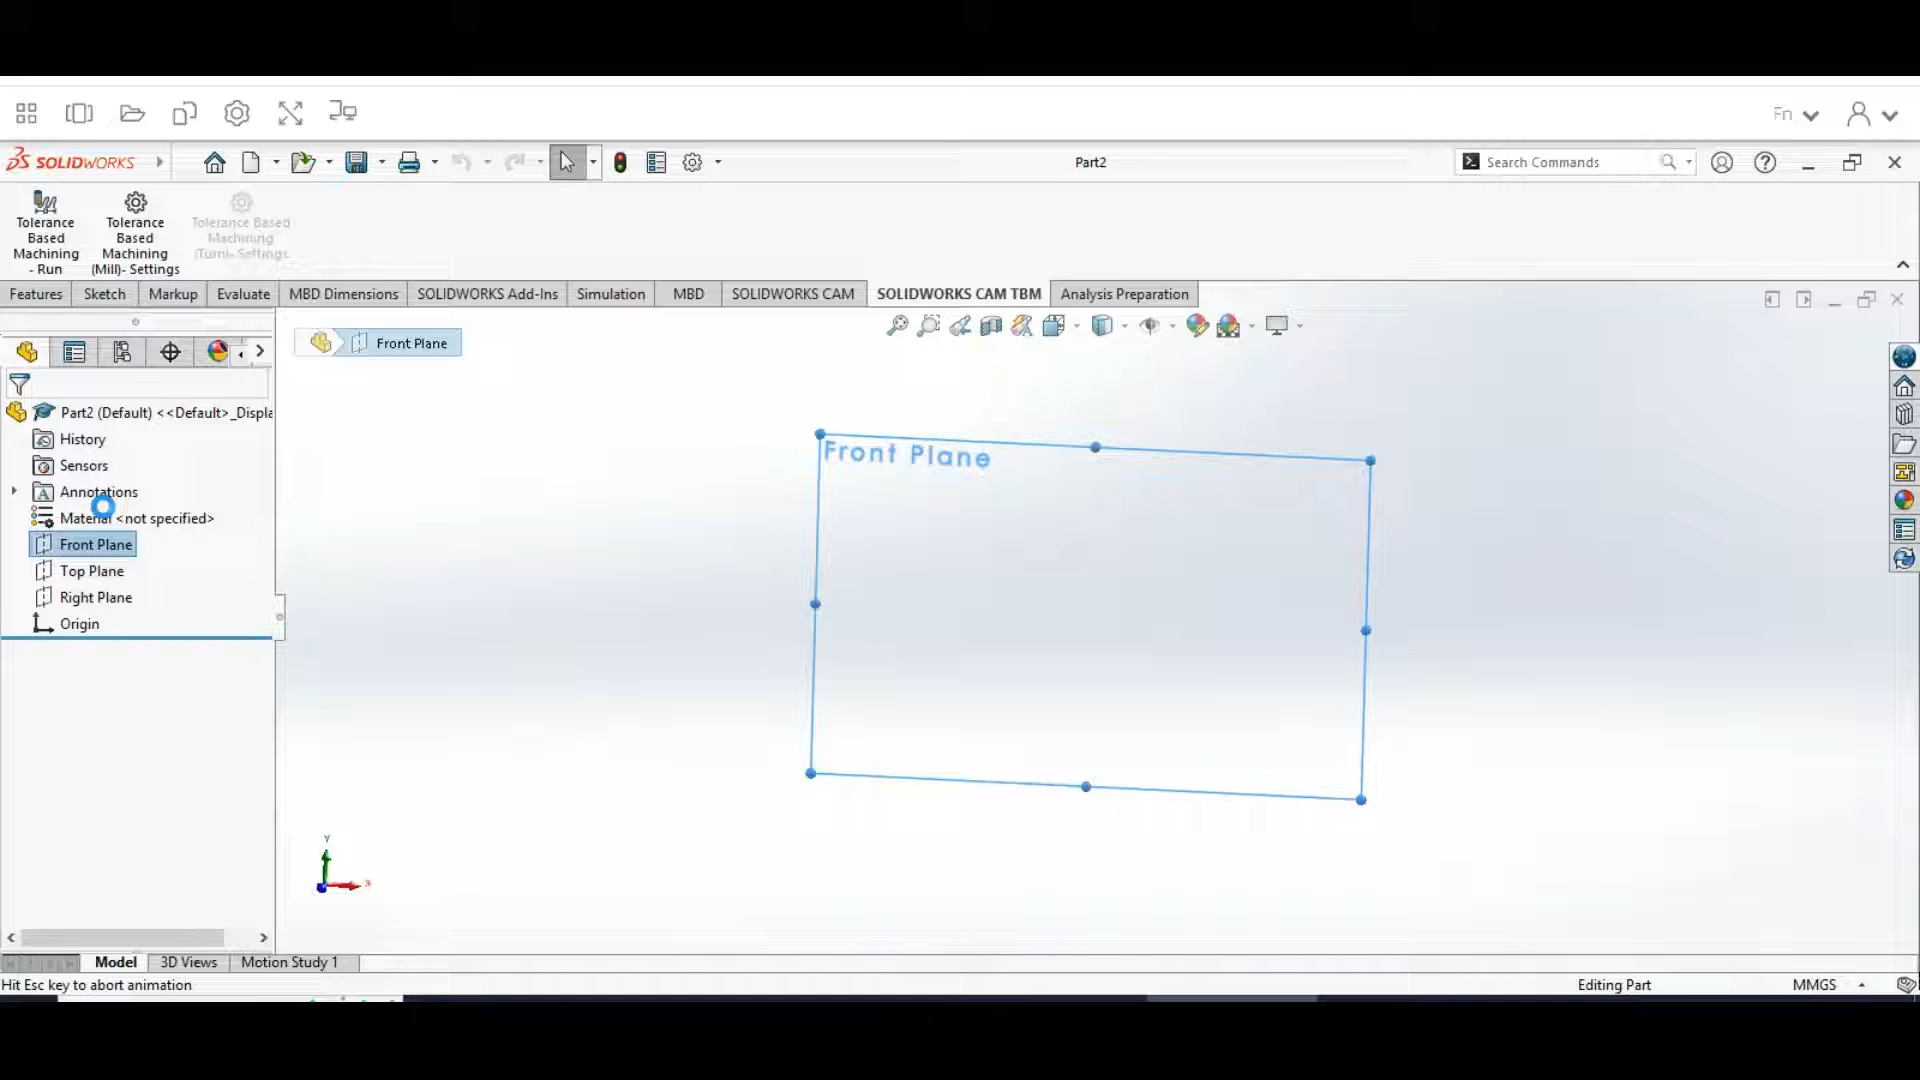 Fn
SOLIDWORKS
Part2
Search Commands
Tolerance Based Machining - Run
Tolerance Based Machining (Mill)- Settings
Tolerance Based Machining (Turn)- Settings
Features
Sketch
Markup
Evaluate
MBD Dimensions
SOLIDWORKS Add-Ins
Simulation
MBD
SOLIDWORKS CAM
SOLIDWORKS CAM TBM
Analysis Preparation
Front Plane
Part2 (Default) <<Default>_Displa
History
Sensors
Annotations
Material <not specified>
Front Plane
Top Plane
Right Plane
Origin
Front Plane
Y
X
Model
3D Views
Motion Study 1
Hit Esc key to abort animation
Editing Part
MMGS